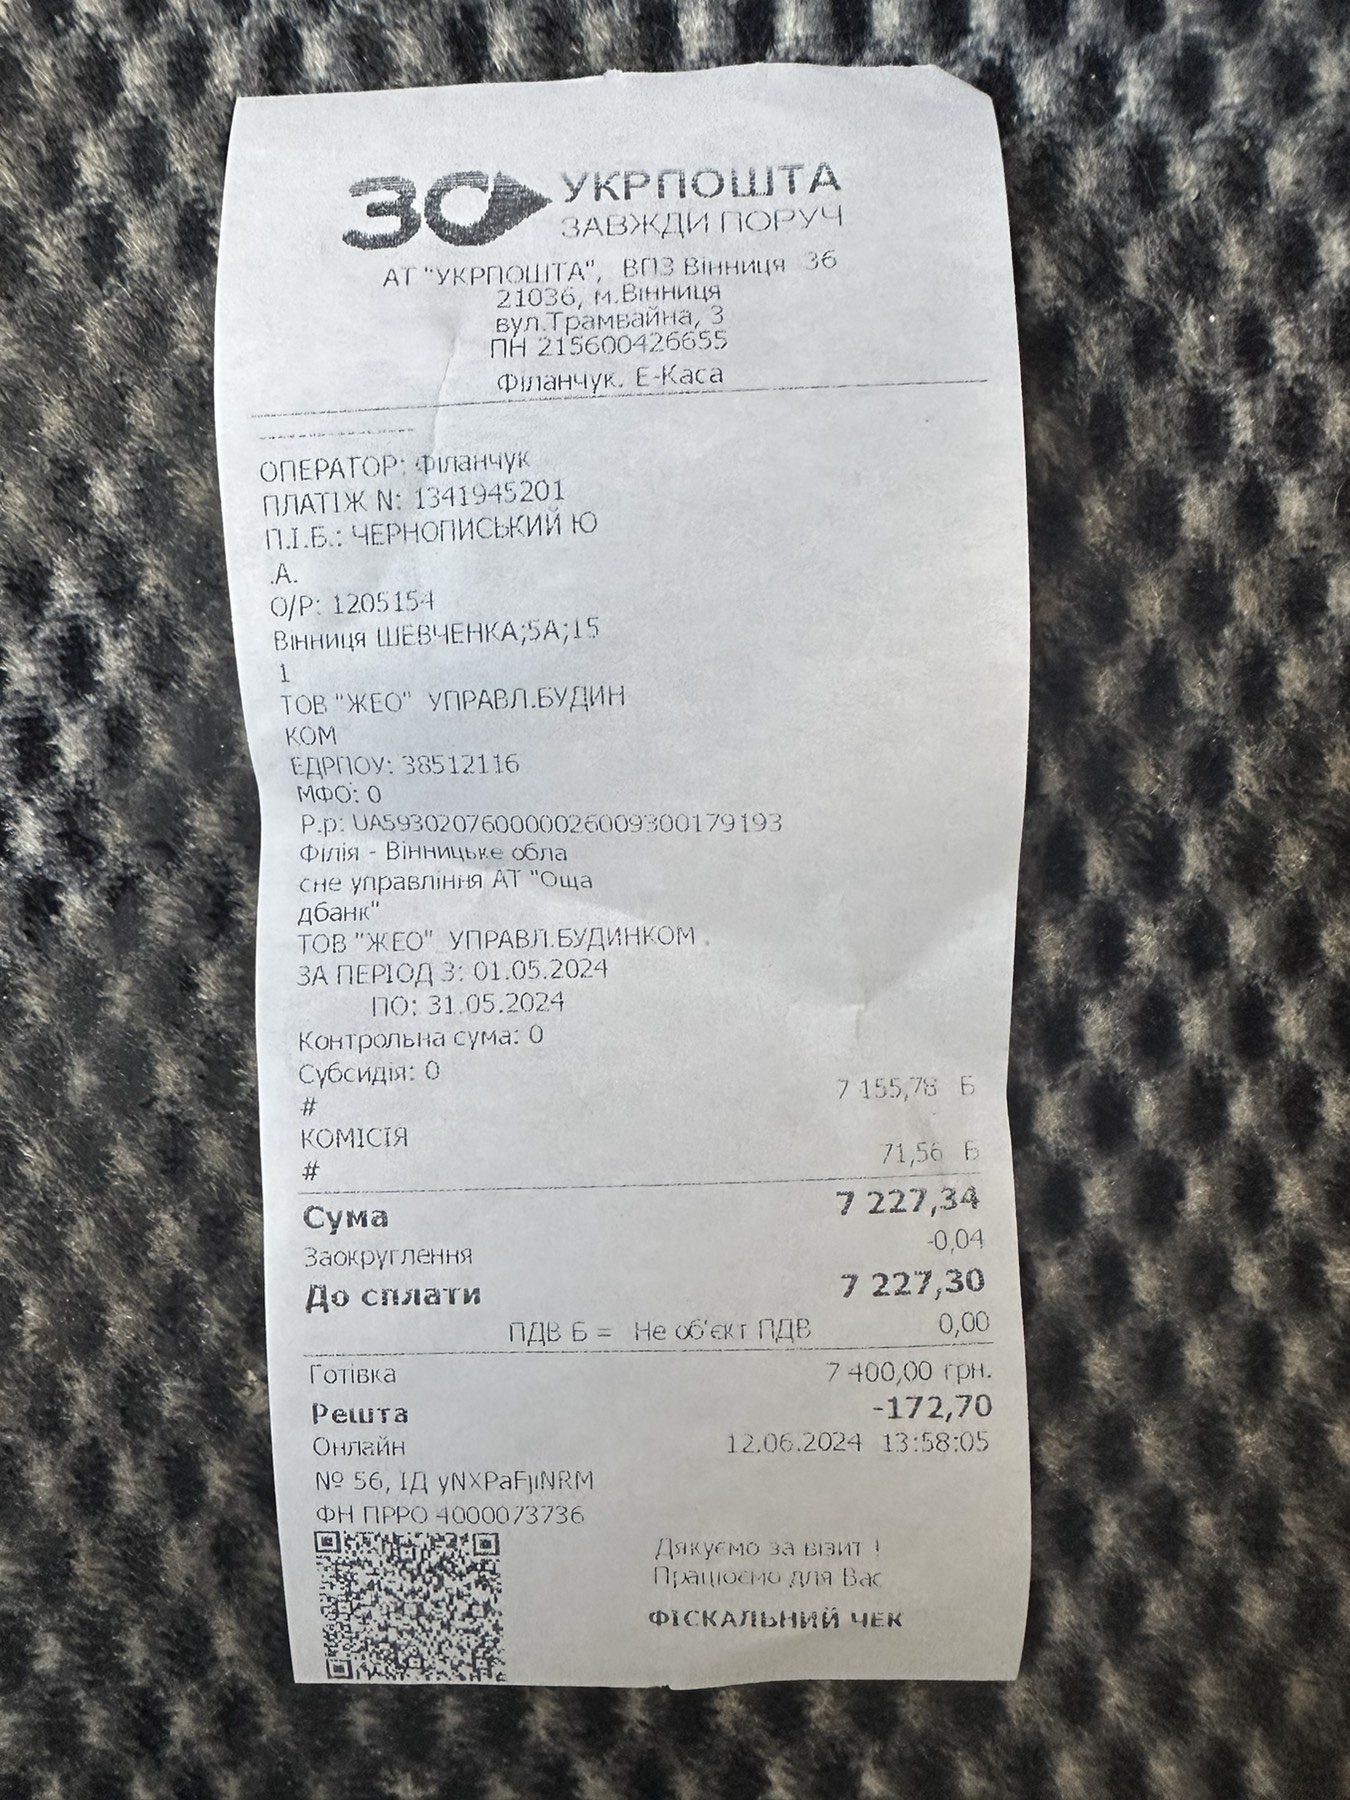 ЗО УКРПОШТА
ЗАВЖДИ ПОРУЧ
АТ "УКРПОШТА", ВПЗ Вінниця 36
21036, м.Вінниця
вул.Трамвайна, 3
ПН 215600426655
Філанчук. Е-Каса
ОПЕРАТОР: Філанчук
ПЛАТІЖ N: 1341945201
П.І.Б.: ЧЕРНОПИСЬКИЙ Ю
.А.
О/Р: 1205154
Вінниця ШЕВЧЕНКА;5А;15
1
ТОВ "ЖЕО" УПРАВЛ.БУДИН
КОМ
ЕДРПОУ: 38512116
МФО: 0
Р.р: UA593020760000026009300179193
Філія - Вінницьке обла
сне управління АТ "Оща
дбанк"
ТОВ "ЖЕО" УПРАВЛ.БУДИНКОМ .
ЗА ПЕРІОД З: 01.05.2024
ПО: 31.05.2024
Контрольна сума: 0
Субсидія: 0
# 7 155,78 Б
КОМІСІЯ
# 71,56 Б
Сума 7 227,34
Заокруглення -0,04
До сплати 7 227,30
ПДВ Б = Не об'єкт ПДВ 0,00
Готівка 7 400,00 грн.
Решта -172,70
Онлайн 12.06.2024 13:58:05
№ 56, ІД yNXPaFjiNRM
ФН ПРРО 4000073736
Дякуємо за візит !
Працюємо для Вас
ФІСКАЛЬНИЙ ЧЕК